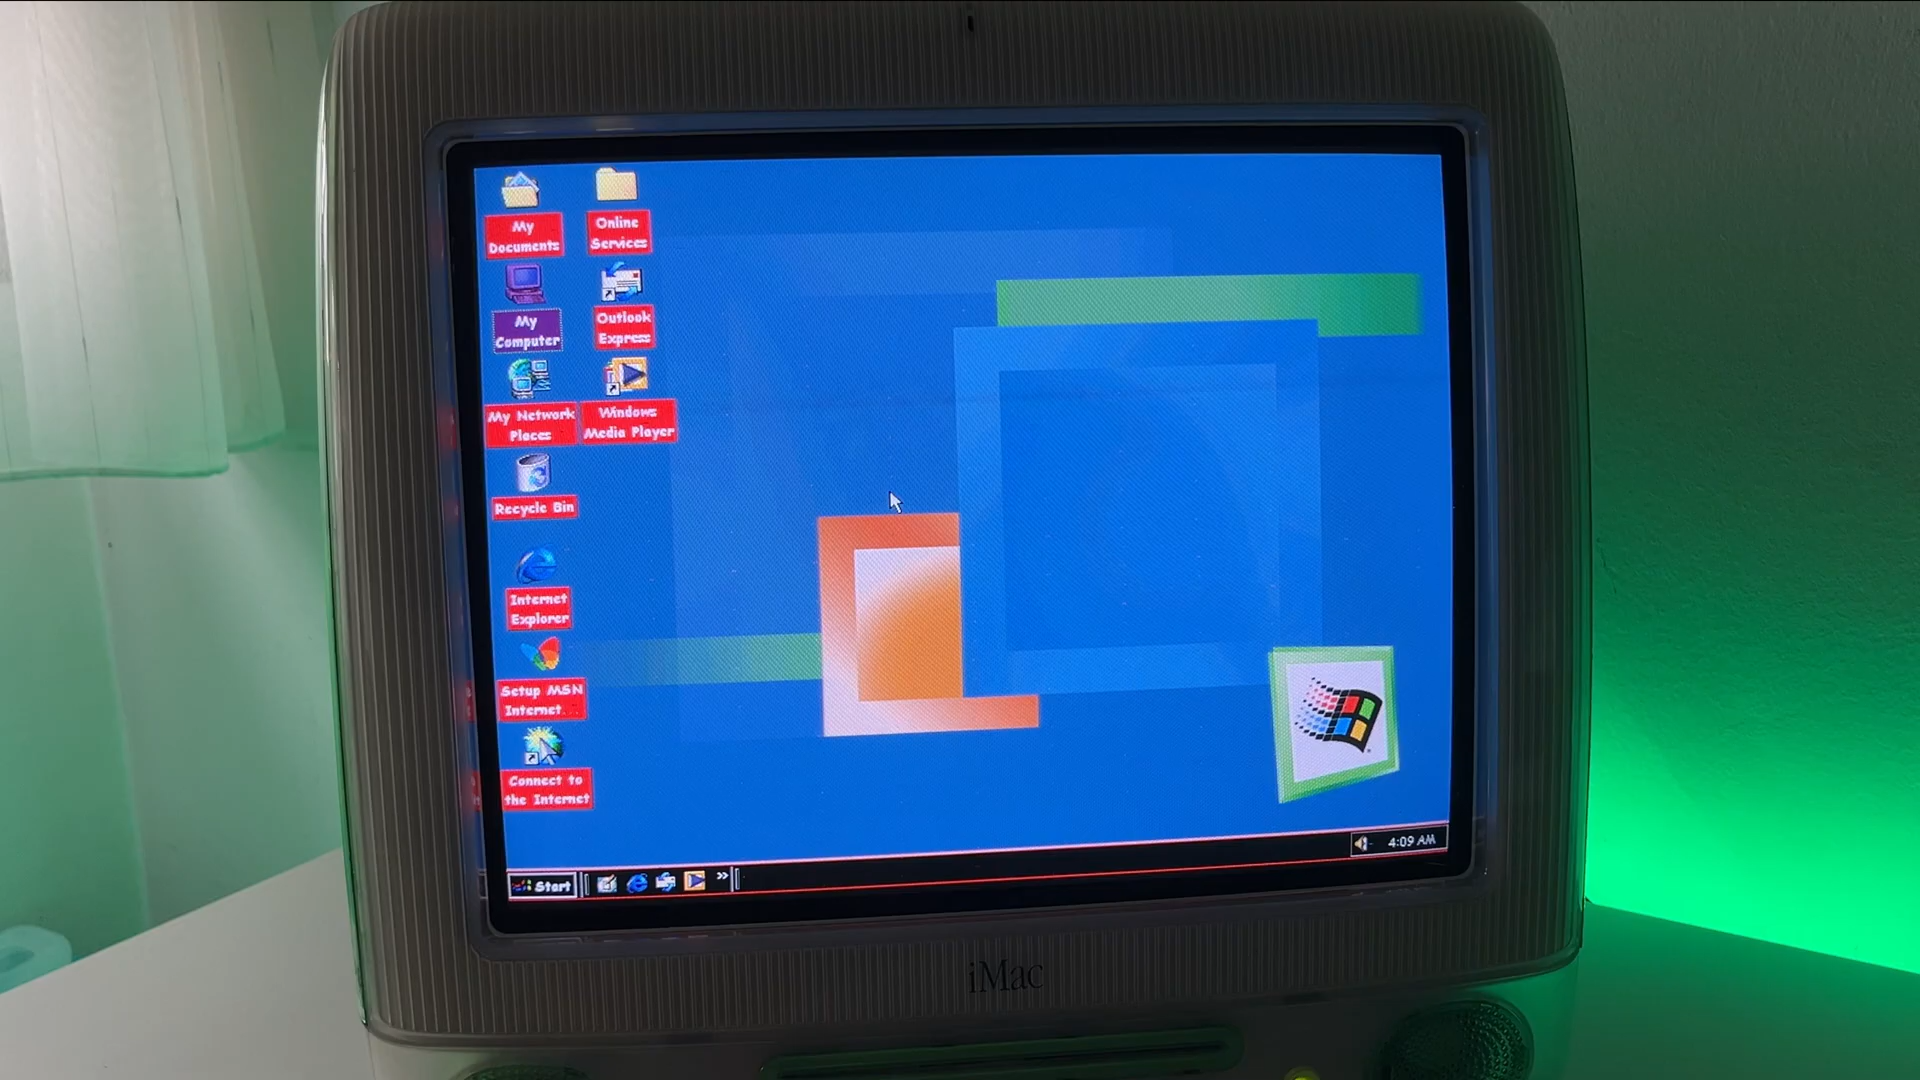 My
Documents
Online
Services
My
Computer
Outlook
Express
My Network
Places
Windows
Media Player
Recycle Bin
Internet
Explorer
Setup MSN
Internet...
Connect to
the Internet
Start
»
4:09 AM
iMac